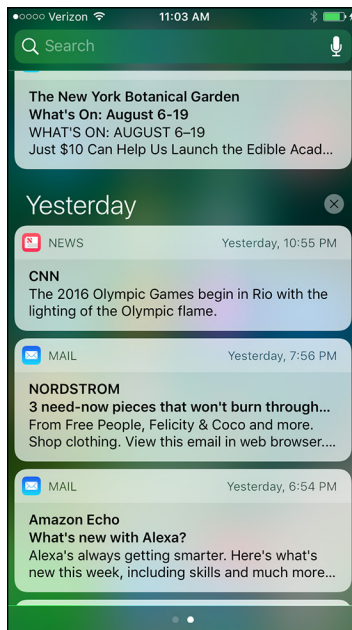 Verizon 11:03 AM
Search
The New York Botanical Garden
What's On: August 6-19
WHAT'S ON: AUGUST 6–19
Just $10 Can Help Us Launch the Edible Acad...
Yesterday
NEWS Yesterday, 10:55 PM
CNN
The 2016 Olympic Games begin in Rio with the
lighting of the Olympic flame.
MAIL Yesterday, 7:56 PM
NORDSTROM
3 need-now pieces that won't burn through...
From Free People, Felicity & Coco and more.
Shop clothing. View this email in web browser....
MAIL Yesterday, 6:54 PM
Amazon Echo
What's new with Alexa?
Alexa's always getting smarter. Here's what's
new this week, including skills and much more...